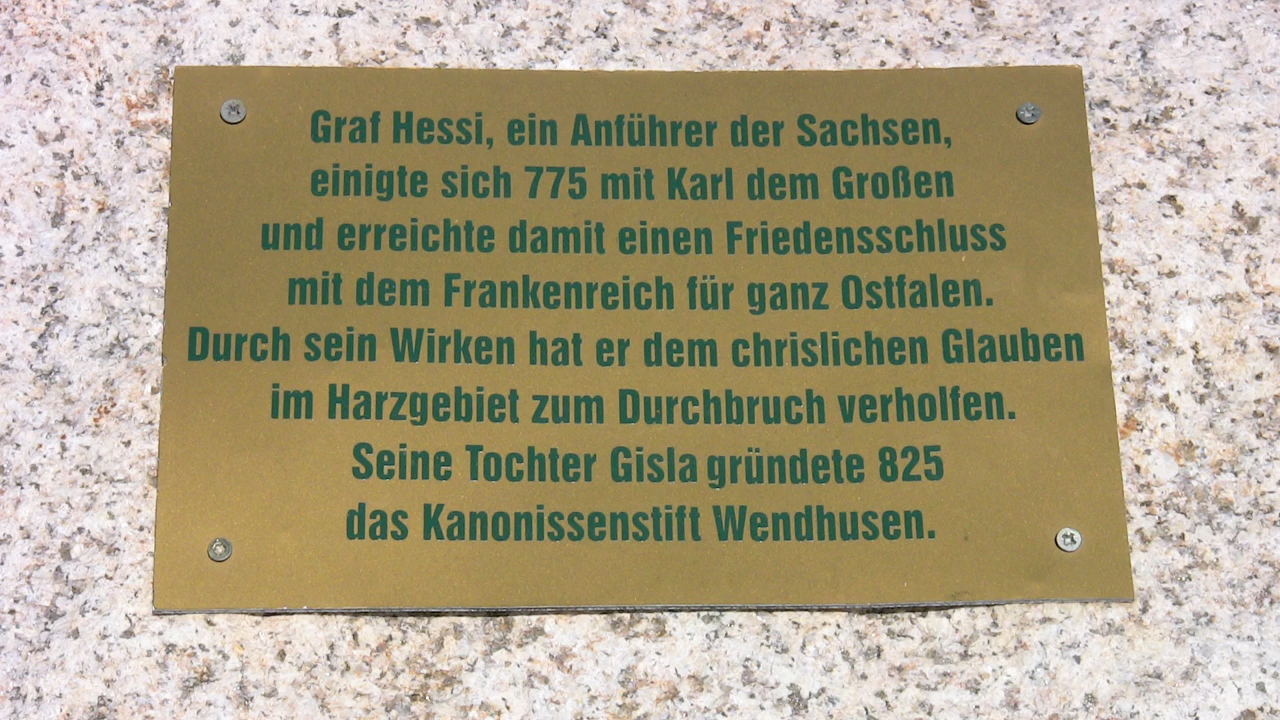 Graf Hessi, ein Anführer der Sachsen,
einigte sich 775 mit Karl dem Großen
und erreichte damit einen Friedensschluss
mit dem Frankenreich für ganz Ostfalen.
Durch sein Wirken hat er dem chrislichen Glauben
im Harzgebiet zum Durchbruch verholfen.
Seine Tochter Gisla gründete 825
das Kanonissenstift Wendhusen.